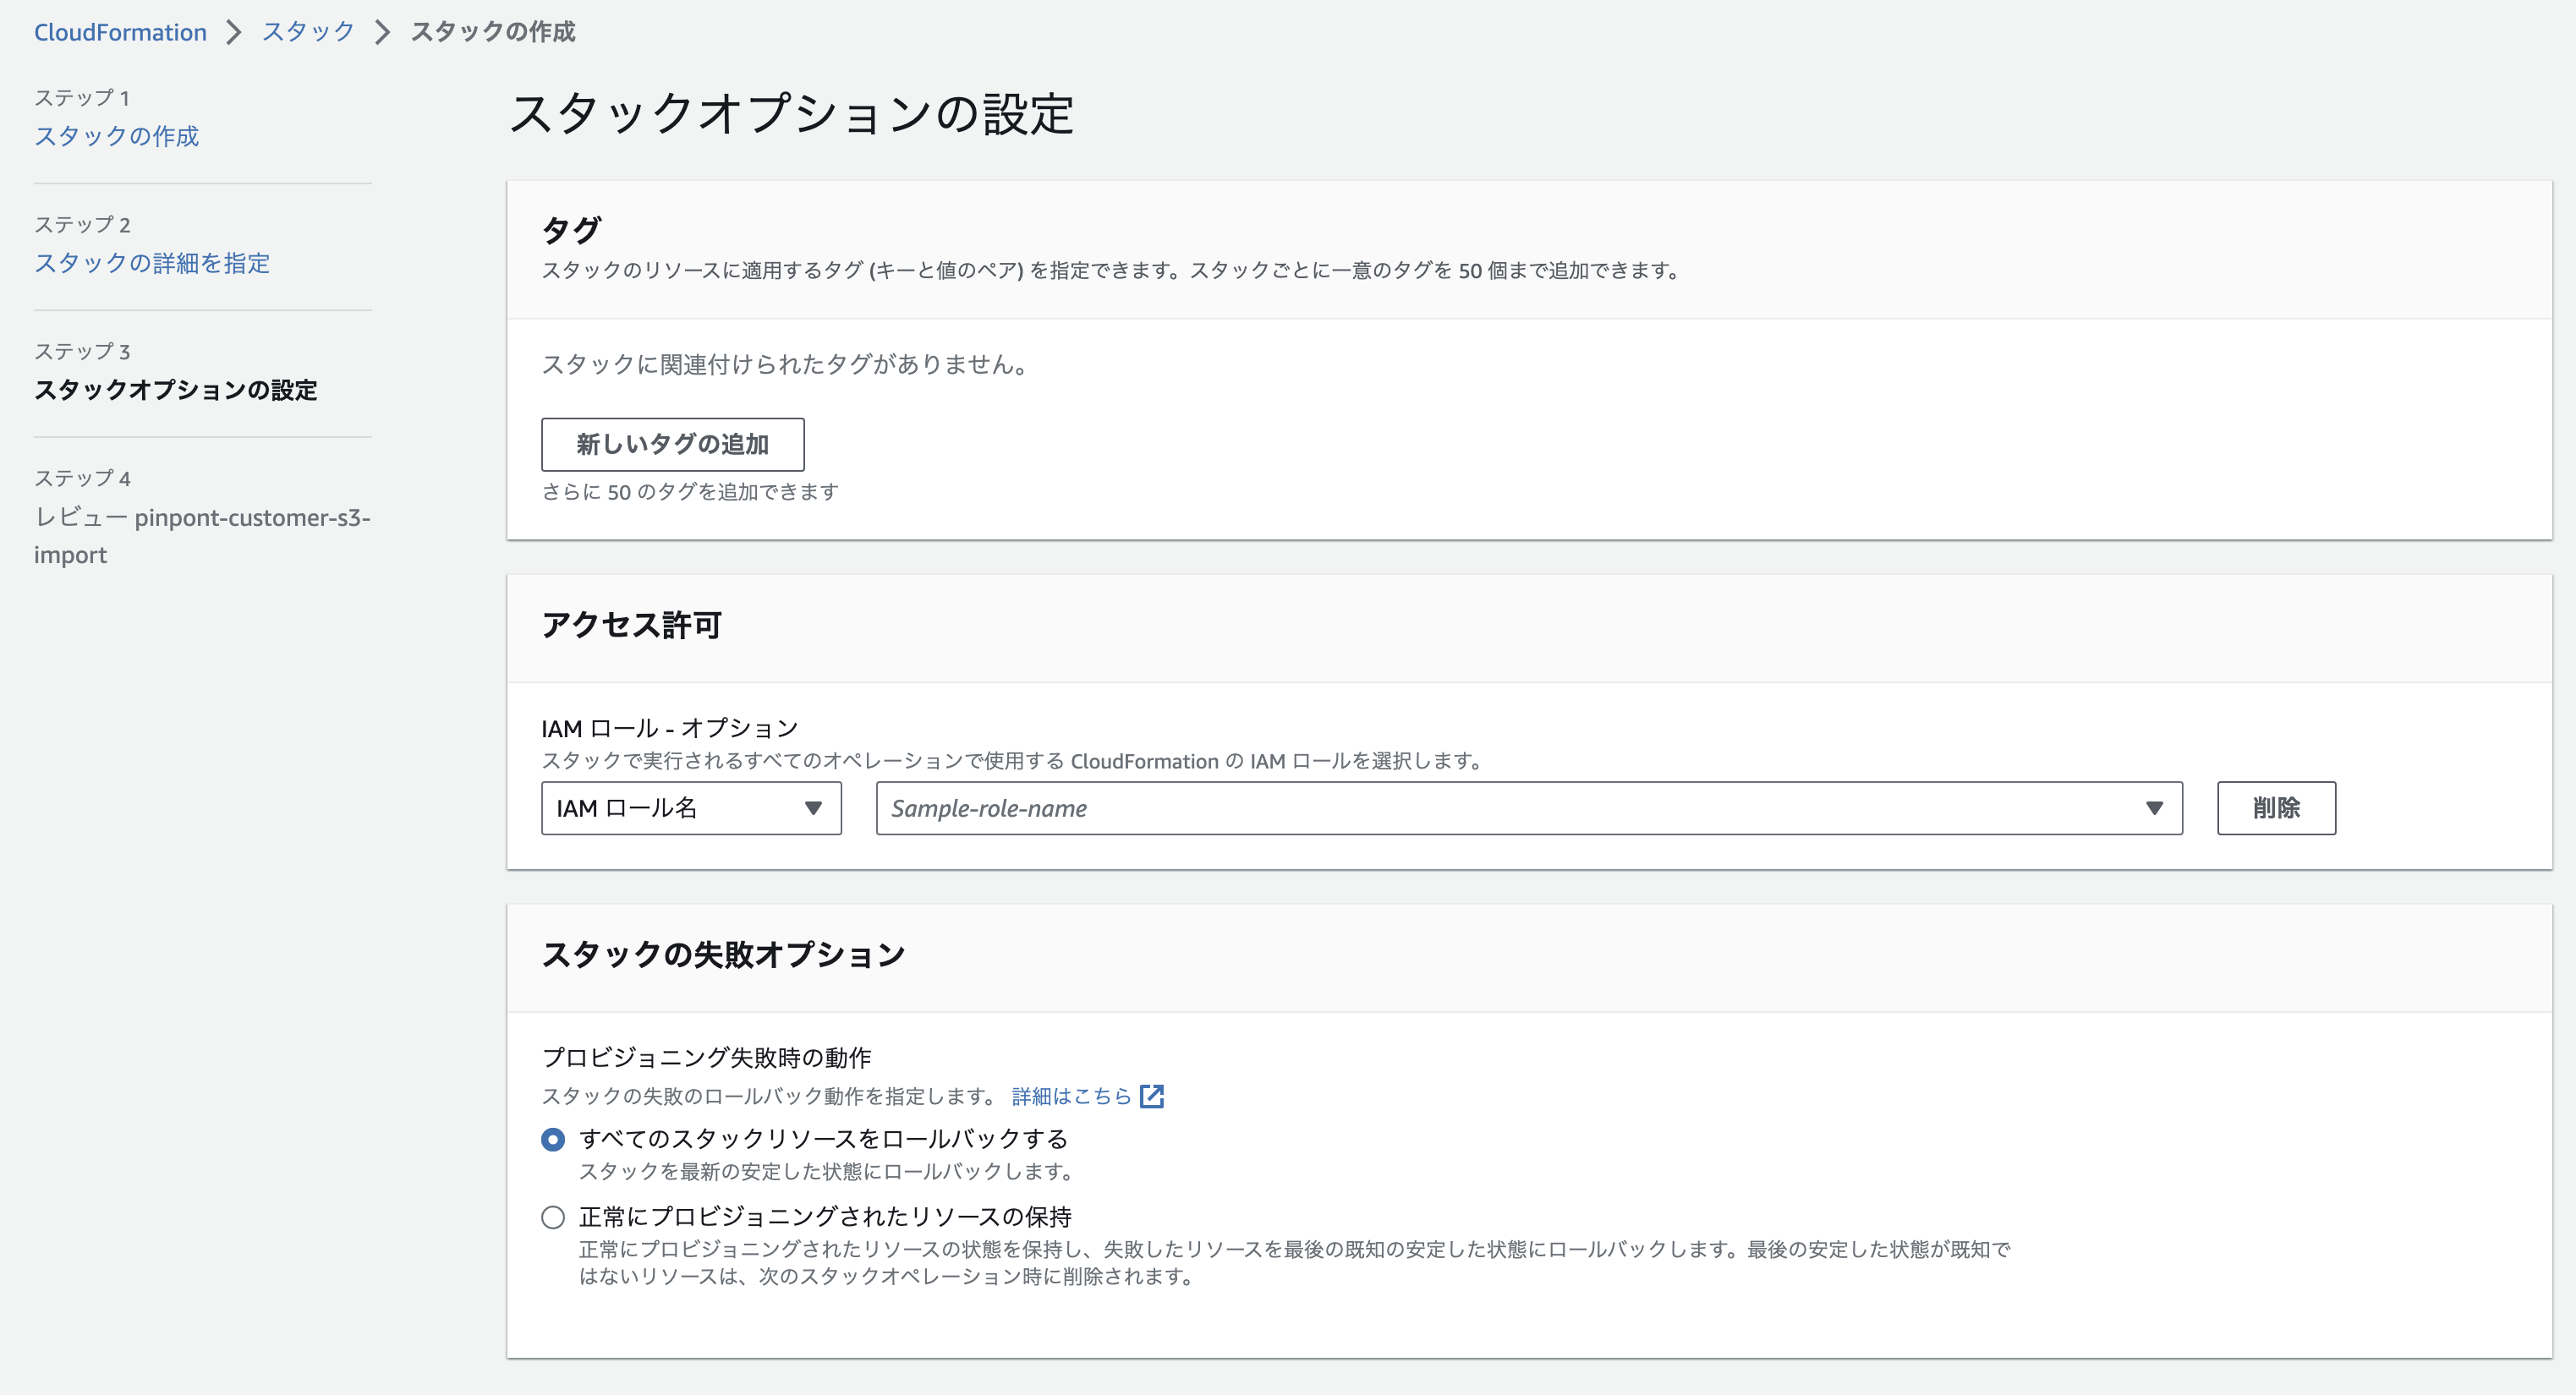 CloudFormation > スタック > スタックの作成
ステップ 1
スタックの作成
ステップ 2
スタックの詳細を指定
ステップ 3
スタックオプションの設定
ステップ 4
レビュー pinpont-customer-s3-
import
スタックオプションの設定
タグ
スタックのリソースに適用するタグ (キーと値のペア) を指定できます。スタックごとに一意のタグを 50 個まで追加できます。
スタックに関連付けられたタグがありません。
新しいタグの追加
さらに 50 のタグを追加できます
アクセス許可
IAM ロール - オプション
スタックで実行されるすべてのオペレーションで使用する CloudFormation の IAM ロールを選択します。
IAM ロール名
Sample-role-name
削除
スタックの失敗オプション
プロビジョニング失敗時の動作
スタックの失敗のロールバック動作を指定します。 詳細はこちら
すべてのスタックリソースをロールバックする
スタックを最新の安定した状態にロールバックします。
正常にプロビジョニングされたリソースの保持
正常にプロビジョニングされたリソースの状態を保持し、失敗したリソースを最後の既知の安定した状態にロールバックします。最後の安定した状態が既知で
はないリソースは、次のスタックオペレーション時に削除されます。